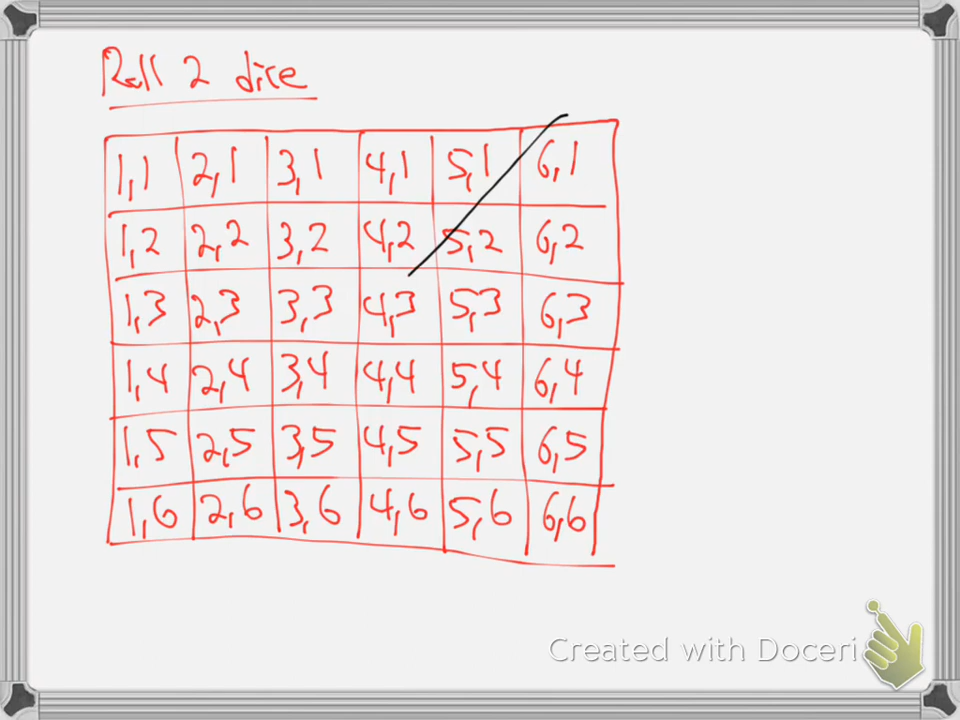 Roll 2 dice
1,1 2,1 3,1 4,1 5,1 6,1
1,2 2,2 3,2 4,2 5,2 6,2
1,3 2,3 3,3 4,3 5,3 6,3
1,4 2,4 3,4 4,4 5,4 6,4
1,5 2,5 3,5 4,5 5,5 6,5
1,6 2,6 3,6 4,6 5,6 6,6
Created with Doceri